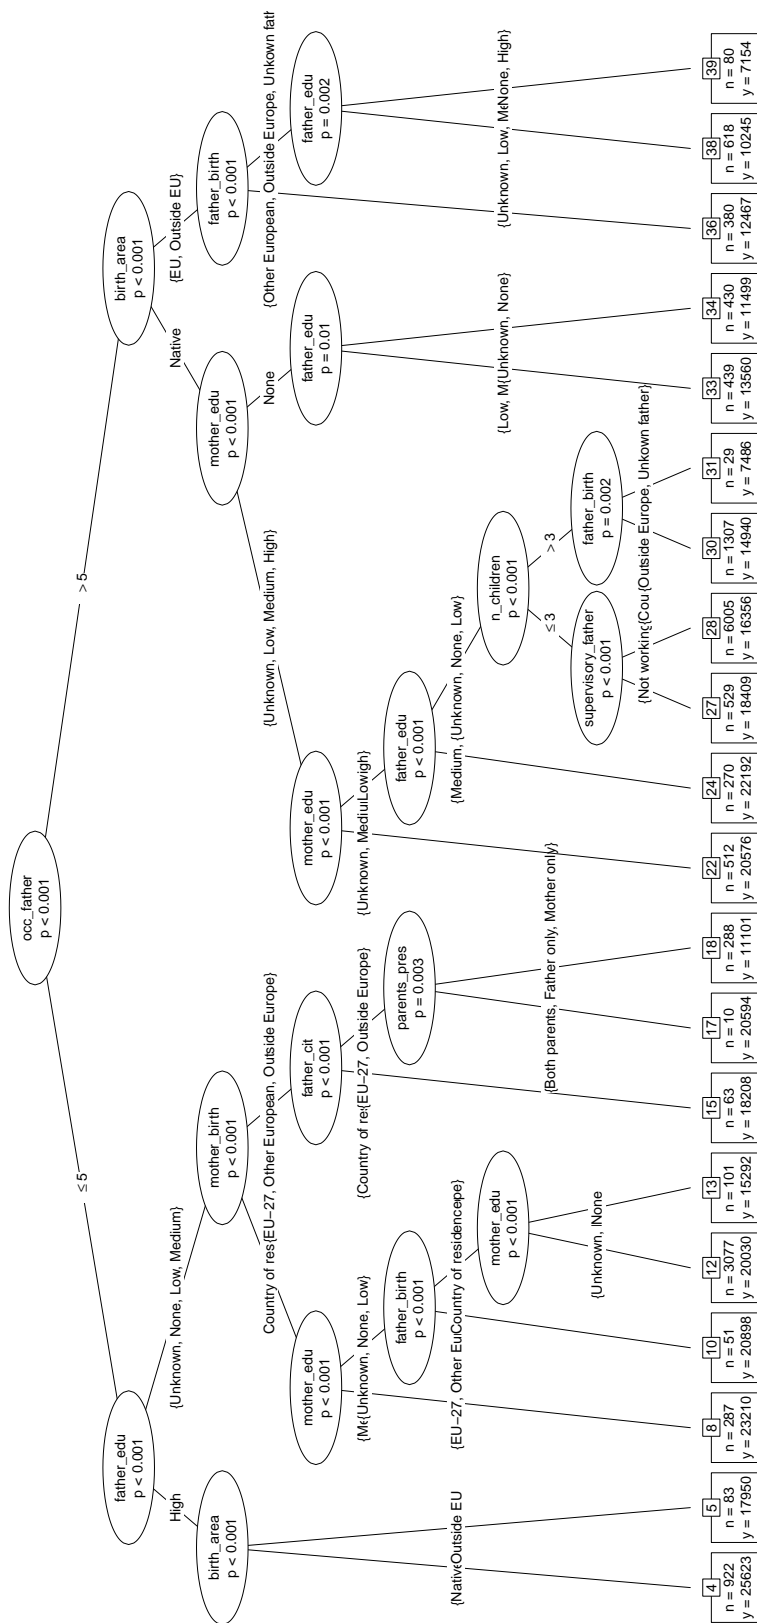 occ_father
p < 0.001
≤ 5
> 5
father_edu
p < 0.001
birth_area
p < 0.001
High
{Unknown, None, Low, Medium}
Native
{EU, Outside EU}
birth_area
p < 0.001
mother_birth
p < 0.001
mother_edu
p < 0.001
father_birth
p < 0.001
Country of res
{EU−27, Other European, Outside Europe}
{Unknown, Low, Medium, High}
None
{Other European, Outside Europe, Unkown fath
mother_edu
p < 0.001
father_cit
p < 0.001
mother_edu
p < 0.001
father_edu
p = 0.01
father_edu
p = 0.002
{Me
{Unknown, None, Low}
{Country of res
{EU−27, Outside Europe}
{Unknown, Mediu
Low
igh}
father_birth
p < 0.001
parents_pres
p = 0.003
father_edu
p < 0.001
{EU−27, Other Eu
Country of residence
pe}
{Medium,
{Unknown, None, Low}
mother_edu
p < 0.001
n_children
p < 0.001
≤ 3
> 3
{Native
Outside EU
{Unknown,
None
{Both parents, Father only, Mother only}
supervisory_father
p < 0.001
father_birth
p = 0.002
{Low, M
{Unknown, None}
{Unknown, Low, Me
None, High}
{Not working
{Cou
{Outside Europe, Unkown father}
4
n = 922
y = 25623
5
n = 83
y = 17950
8
n = 287
y = 23210
10
n = 51
y = 20898
12
n = 3077
y = 20030
13
n = 101
y = 15292
15
n = 63
y = 18208
17
n = 10
y = 20594
18
n = 288
y = 11101
22
n = 512
y = 20576
24
n = 270
y = 22192
27
n = 529
y = 18409
28
n = 6005
y = 16356
30
n = 1307
y = 14940
31
n = 29
y = 7486
33
n = 439
y = 13560
34
n = 430
y = 11499
36
n = 380
y = 12467
38
n = 618
y = 10245
39
n = 80
y = 7154